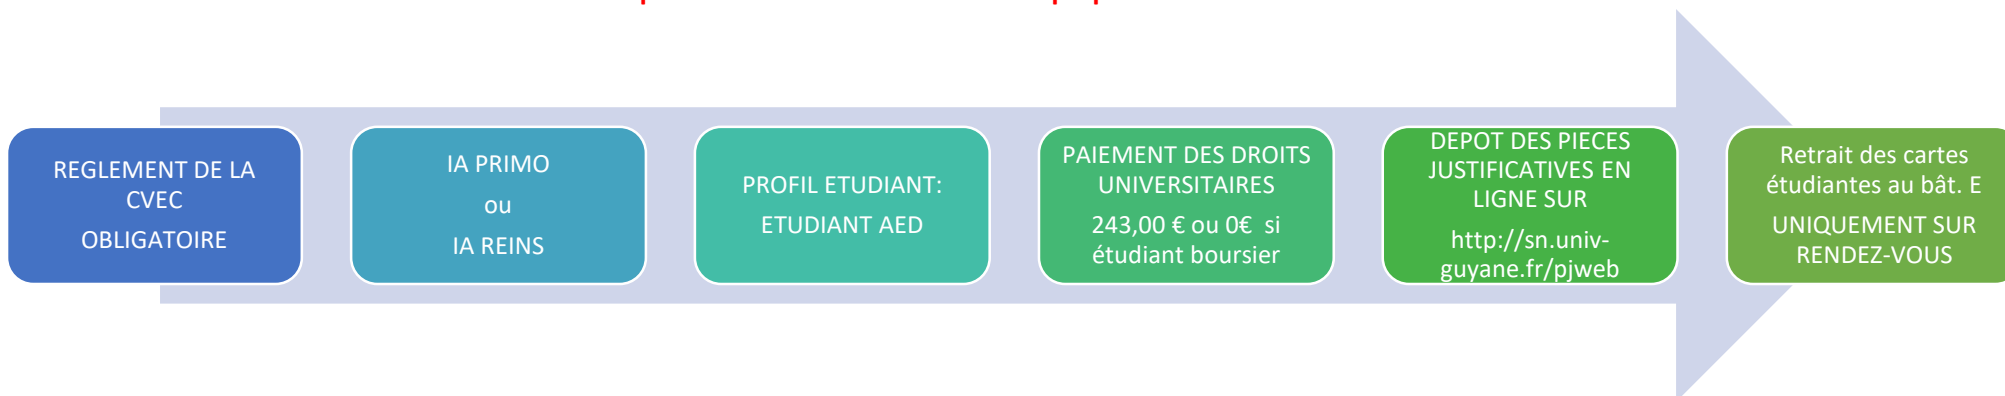 REGLEMENT DE LA
CVEC
OBLIGATOIRE
IA PRIMO
ou
IA REINS
PROFIL ETUDIANT:
ETUDIANT AED
PAIEMENT DES DROITS
UNIVERSITAIRES
243,00 € ou 0€ si
étudiant boursier
DEPOT DES PIECES
JUSTIFICATIVES EN
LIGNE SUR
http://sn.univ-
guyane.fr/pjweb
Retrait des cartes
étudiantes au bât. E
UNIQUEMENT SUR
RENDEZ-VOUS